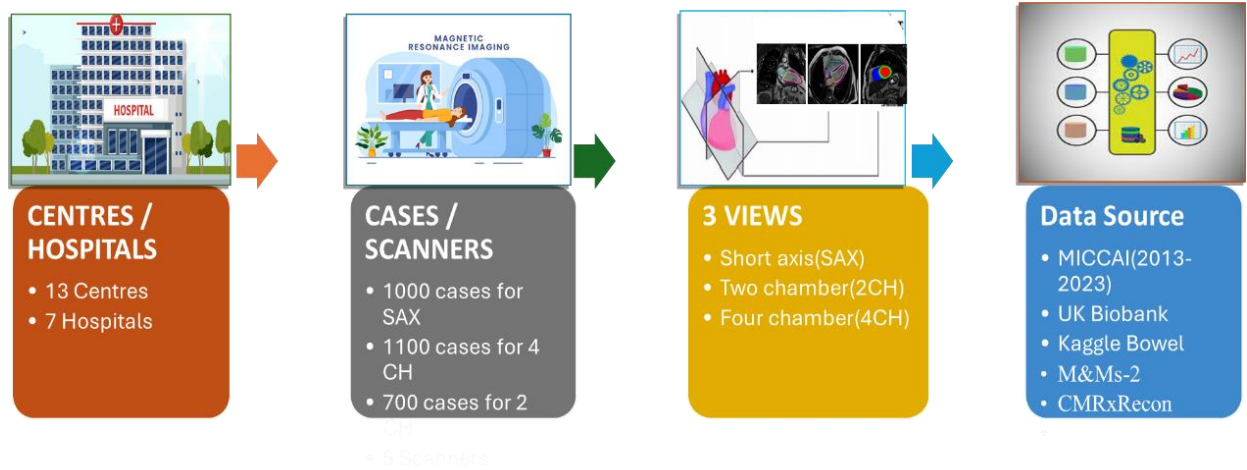 HOSPITAL
MAGNETIC
RESONANCE IMAGING
CENTRES /
HOSPITALS
• 13 Centres
• 7 Hospitals
CASES /
SCANNERS
• 1000 cases for
SAX
• 1100 cases for 4
CH
• 700 cases for 2
CH
• 5 Scanners
3 VIEWS
• Short axis(SAX)
• Two chamber(2CH)
• Four chamber(4CH)
Data Source
• MICCAI(2013-
2023)
• UK Biobank
• Kaggle Bowel
• M&Ms-2
• CMRxRecon